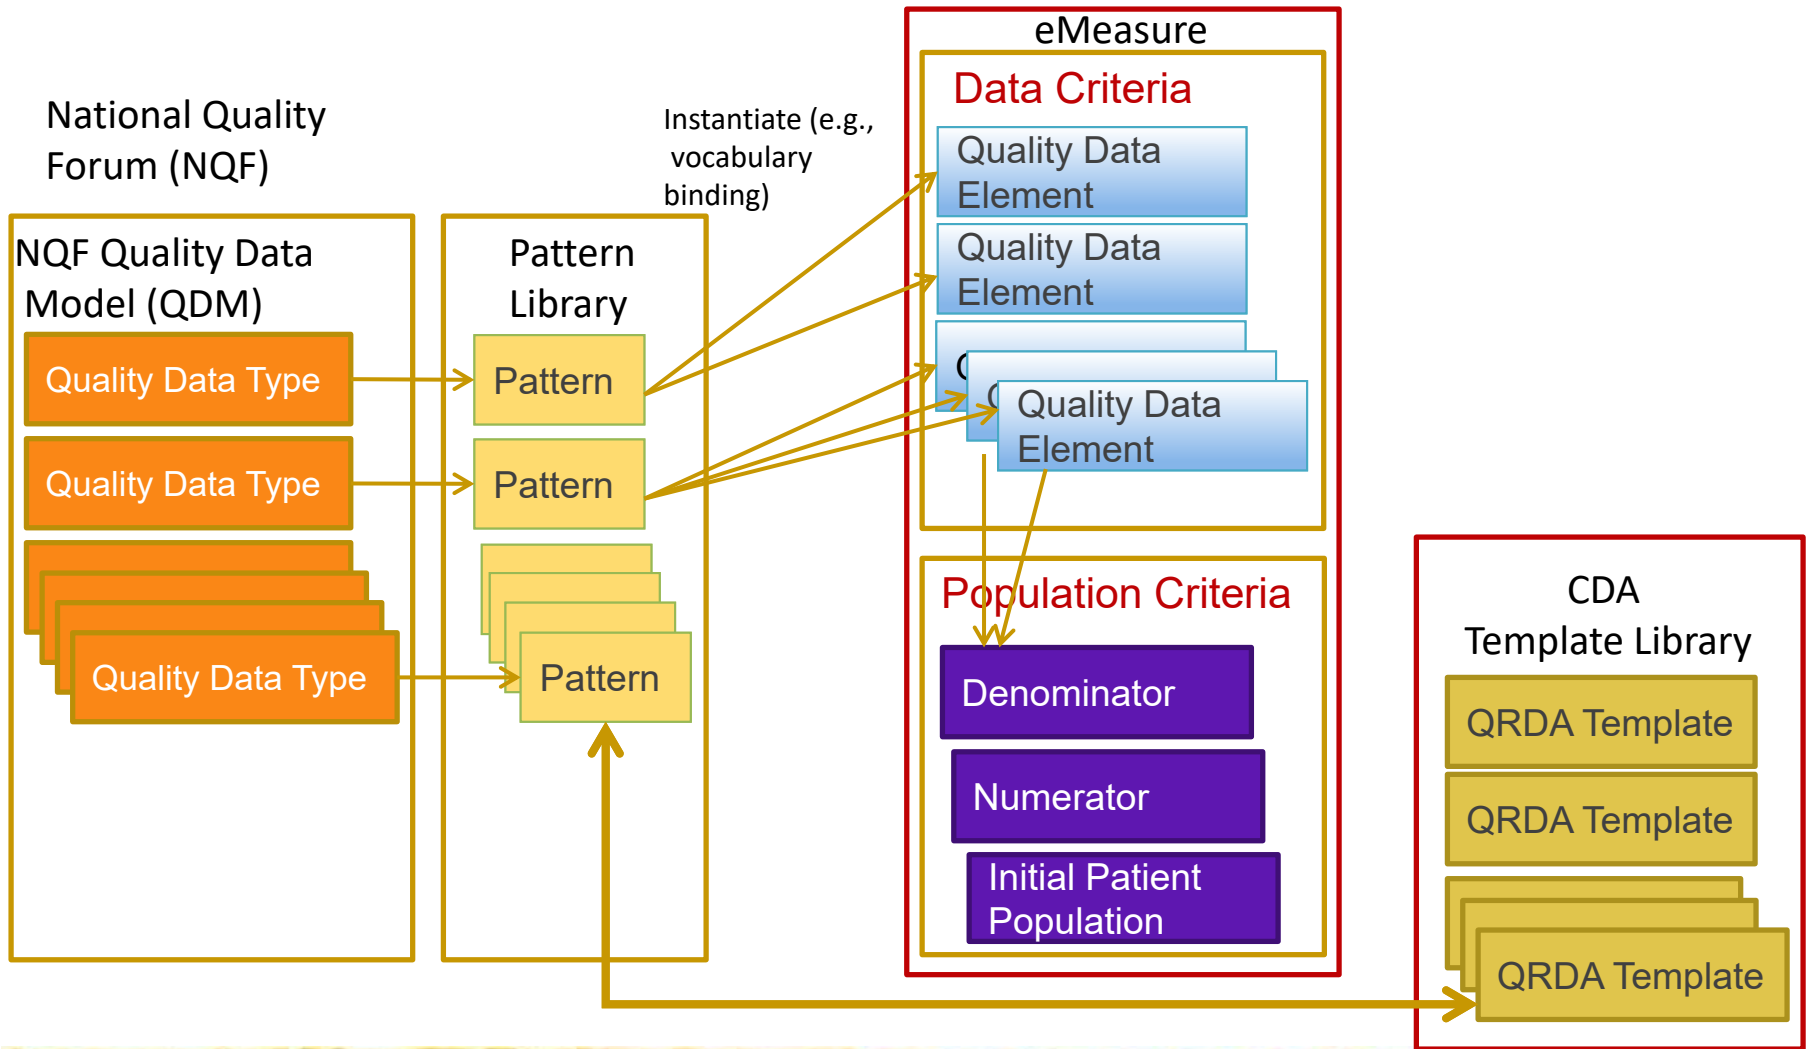 National Quality
Forum (NQF)
NQF Quality Data
Model (QDM)
Quality Data Type
Quality Data Type
Quality Data Type
Pattern
Library
Pattern
Pattern
Pattern
Instantiate (e.g.,
vocabulary
binding)
eMeasure
Data Criteria
Quality Data
Element
Quality Data
Element
Quality Data
Element
Population Criteria
Denominator
Numerator
Initial Patient
Population
CDA
Template Library
QRDA Template
QRDA Template
QRDA Template